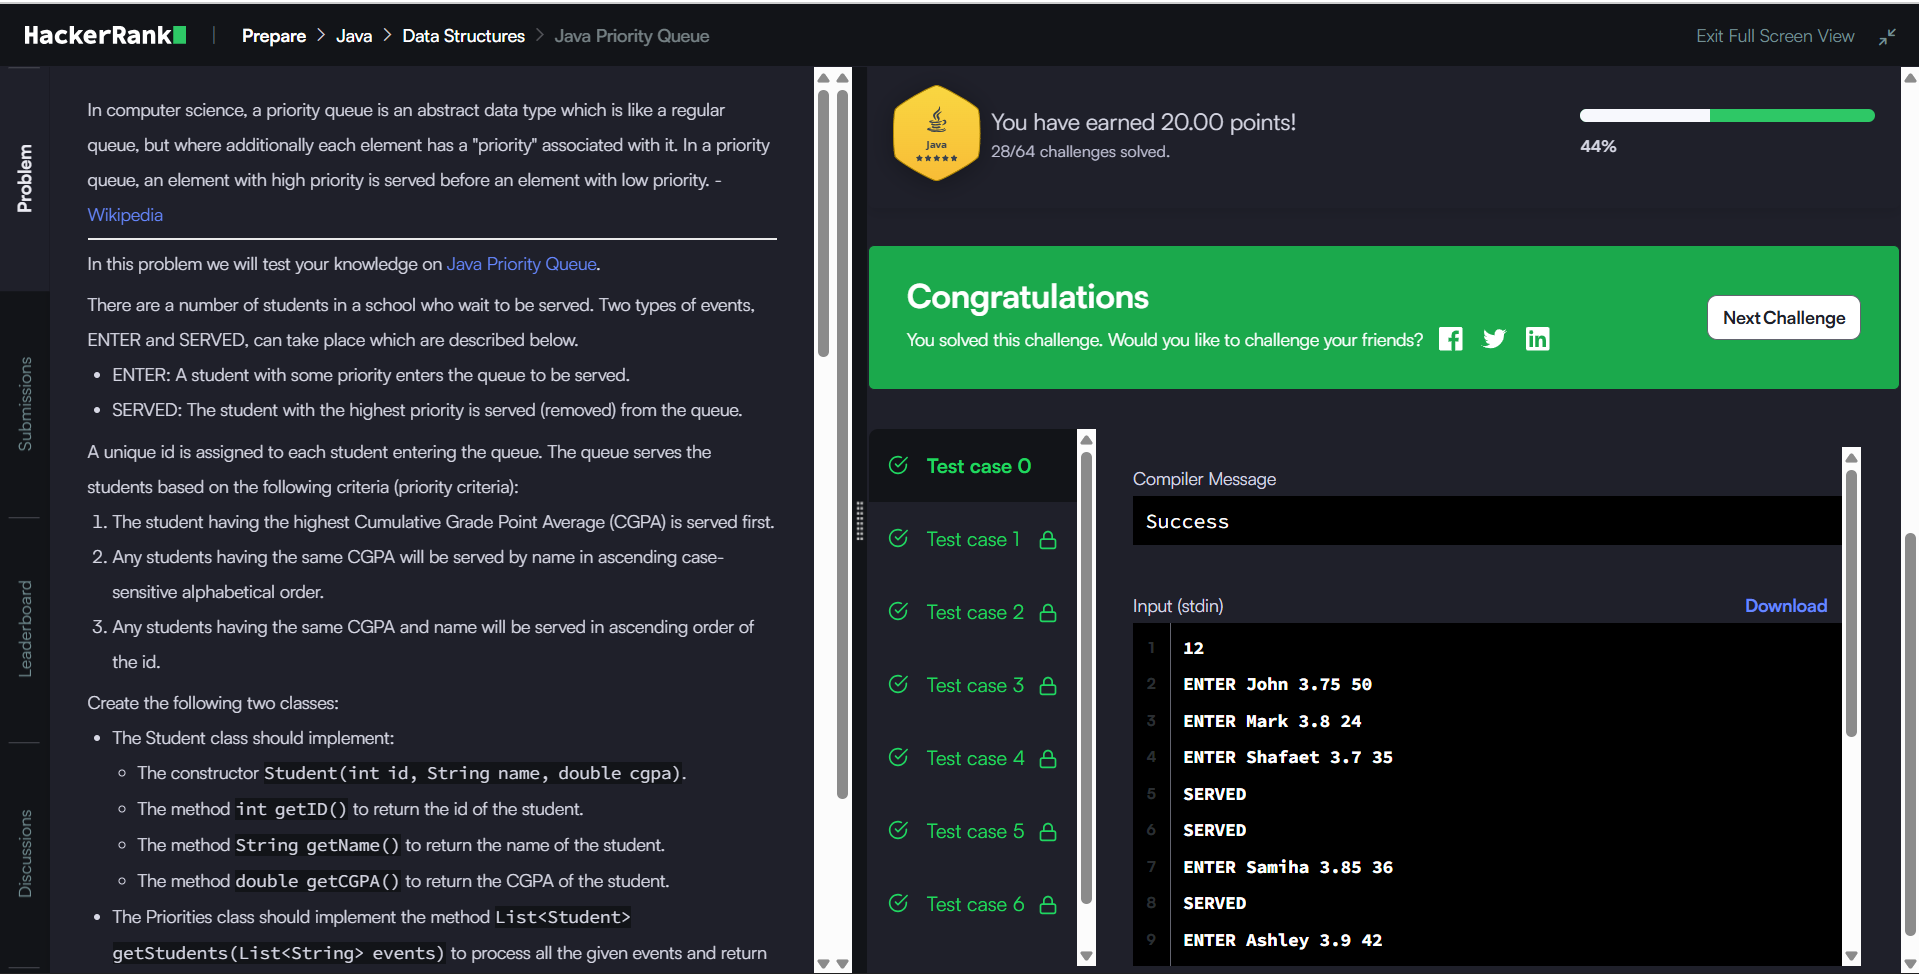 HackerRank
Prepare > Java > Data Structures > Java Priority Queue
Exit Full Screen View
Problem
Submissions
Leaderboard
Discussions
In computer science, a priority queue is an abstract data type which is like a regular
queue, but where additionally each element has a "priority" associated with it. In a priority
queue, an element with high priority is served before an element with low priority. -
Wikipedia
In this problem we will test your knowledge on Java Priority Queue.
There are a number of students in a school who wait to be served. Two types of events,
ENTER and SERVED, can take place which are described below.
• ENTER: A student with some priority enters the queue to be served.
• SERVED: The student with the highest priority is served (removed) from the queue.
A unique id is assigned to each student entering the queue. The queue serves the
students based on the following criteria (priority criteria):
1. The student having the highest Cumulative Grade Point Average (CGPA) is served first.
2. Any students having the same CGPA will be served by name in ascending case-
sensitive alphabetical order.
3. Any students having the same CGPA and name will be served in ascending order of
the id.
Create the following two classes:
• The Student class should implement:
◦ The constructor Student(int id, String name, double cgpa).
◦ The method int getID() to return the id of the student.
◦ The method String getName() to return the name of the student.
◦ The method double getCGPA() to return the CGPA of the student.
• The Priorities class should implement the method List<Student>
getStudents(List<String> events) to process all the given events and return
Java
You have earned 20.00 points!
28/64 challenges solved.
44%
Congratulations
You solved this challenge. Would you like to challenge your friends?
Next Challenge
Test case 0
Test case 1
Test case 2
Test case 3
Test case 4
Test case 5
Test case 6
Compiler Message
Success
Input (stdin)
Download
1 12
2 ENTER John 3.75 50
3 ENTER Mark 3.8 24
4 ENTER Shafaet 3.7 35
5 SERVED
6 SERVED
7 ENTER Samiha 3.85 36
8 SERVED
9 ENTER Ashley 3.9 42